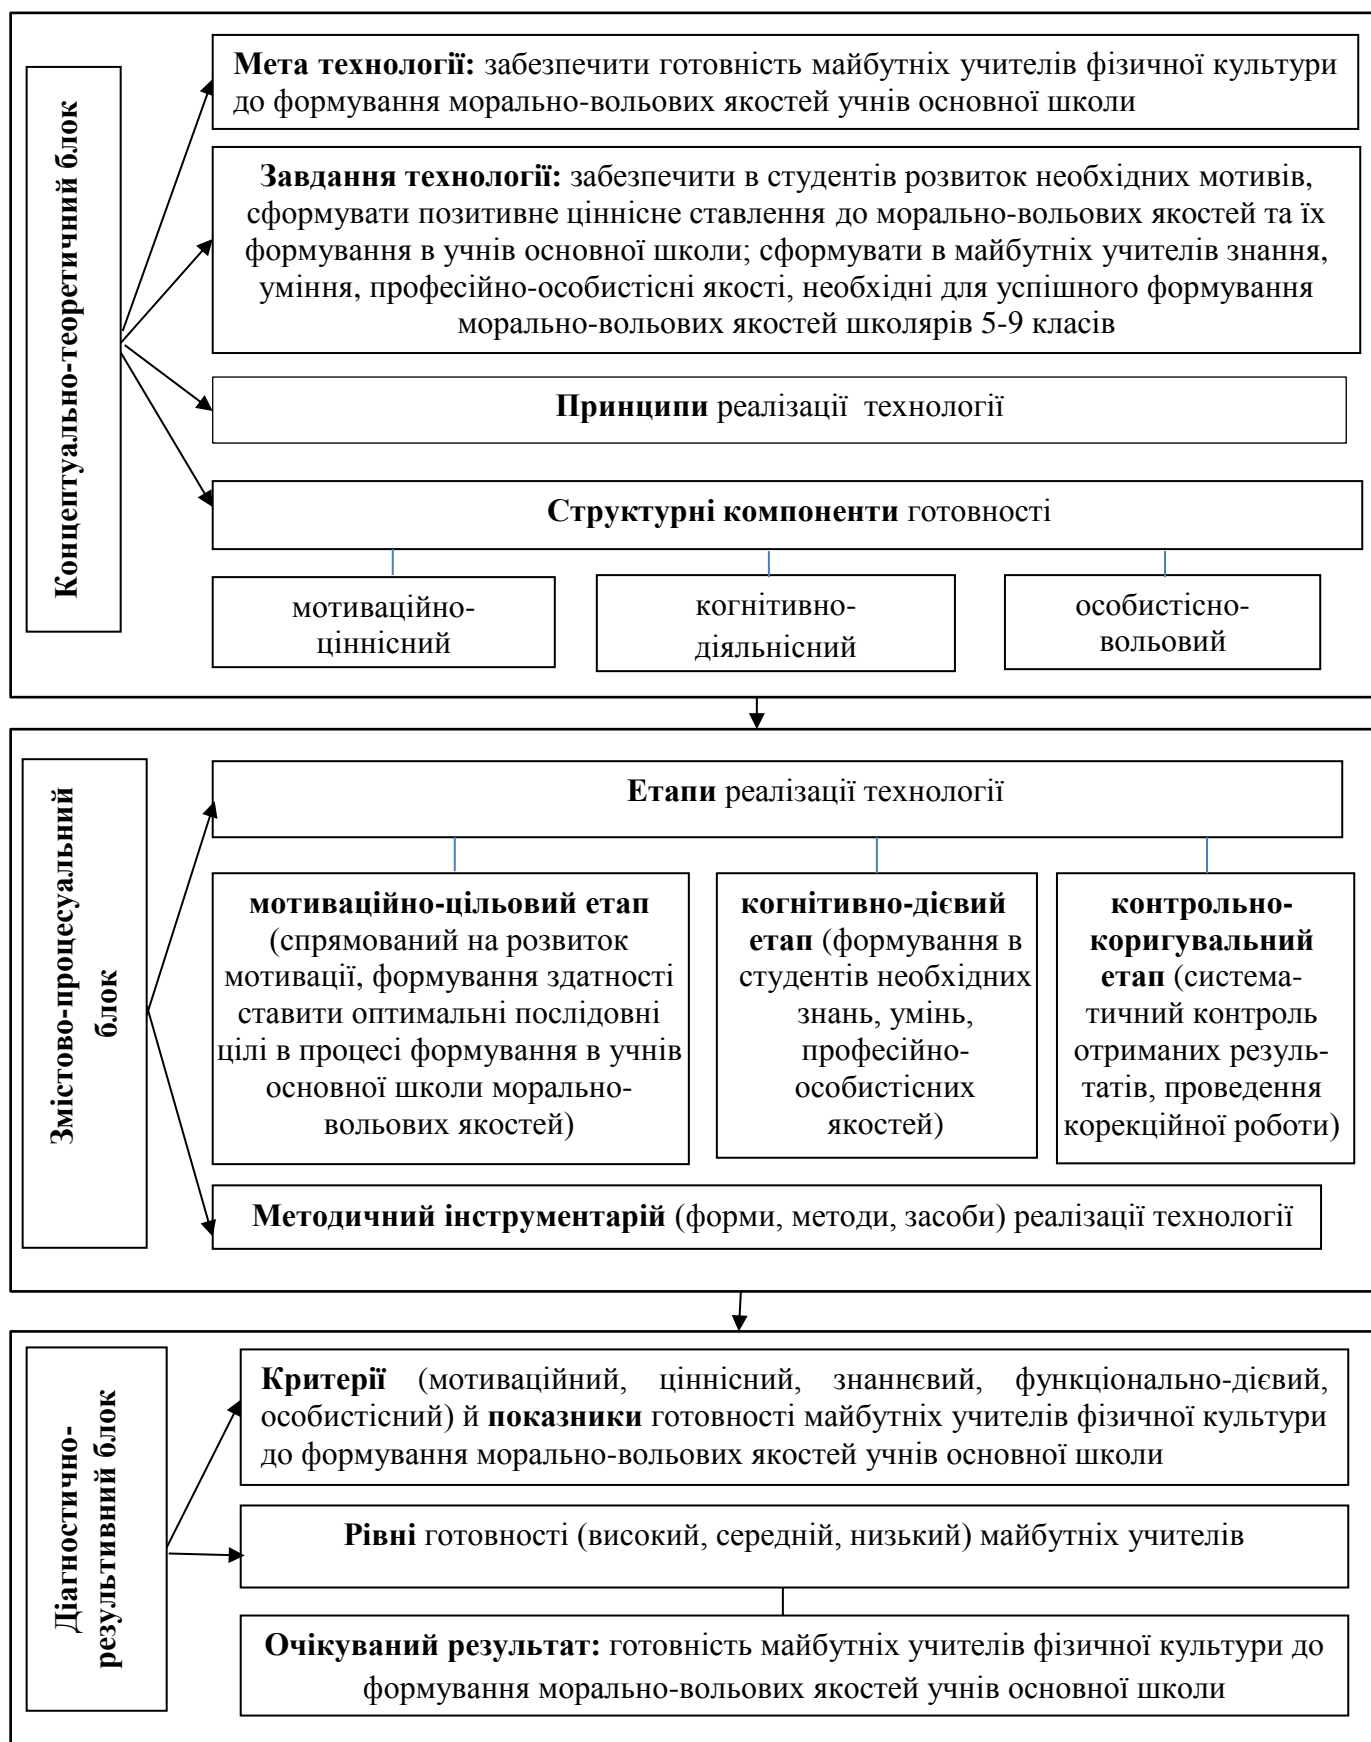 Концептуально-теоретичний блок
Мета технології: забезпечити готовність майбутніх учителів фізичної культури
до формування морально-вольових якостей учнів основної школи
Завдання технології: забезпечити в студентів розвиток необхідних мотивів,
сформувати позитивне ціннісне ставлення до морально-вольових якостей та їх
формування в учнів основної школи; сформувати в майбутніх учителів знання,
уміння, професійно-особистісні якості, необхідні для успішного формування
морально-вольових якостей школярів 5-9 класів
Принципи реалізації технології
Структурні компоненти готовності
мотиваційно-
ціннісний
когнітивно-
діяльнісний
особистісно-
вольовий
Змістово-процесуальний
блок
Етапи реалізації технології
мотиваційно-цільовий етап
(спрямований на розвиток
мотивації, формування здатності
ставити оптимальні послідовні
цілі в процесі формування в учнів
основної школи морально-
вольових якостей)
когнітивно-дієвий
етап (формування в
студентів необхідних
знань, умінь,
професійно-
особистісних
якостей)
контрольно-
коригувальний
етап (система-
тичний контроль
отриманих резуль-
татів, проведення
корекційної роботи)
Методичний інструментарій (форми, методи, засоби) реалізації технології
Діагностично-
результивний блок
Критерії (мотиваційний, ціннісний, знаннєвий, функціонально-дієвий,
особистісний) й показники готовності майбутніх учителів фізичної культури
до формування морально-вольових якостей учнів основної школи
Рівні готовності (високий, середній, низький) майбутніх учителів
Очікуваний результат: готовність майбутніх учителів фізичної культури до
формування морально-вольових якостей учнів основної школи